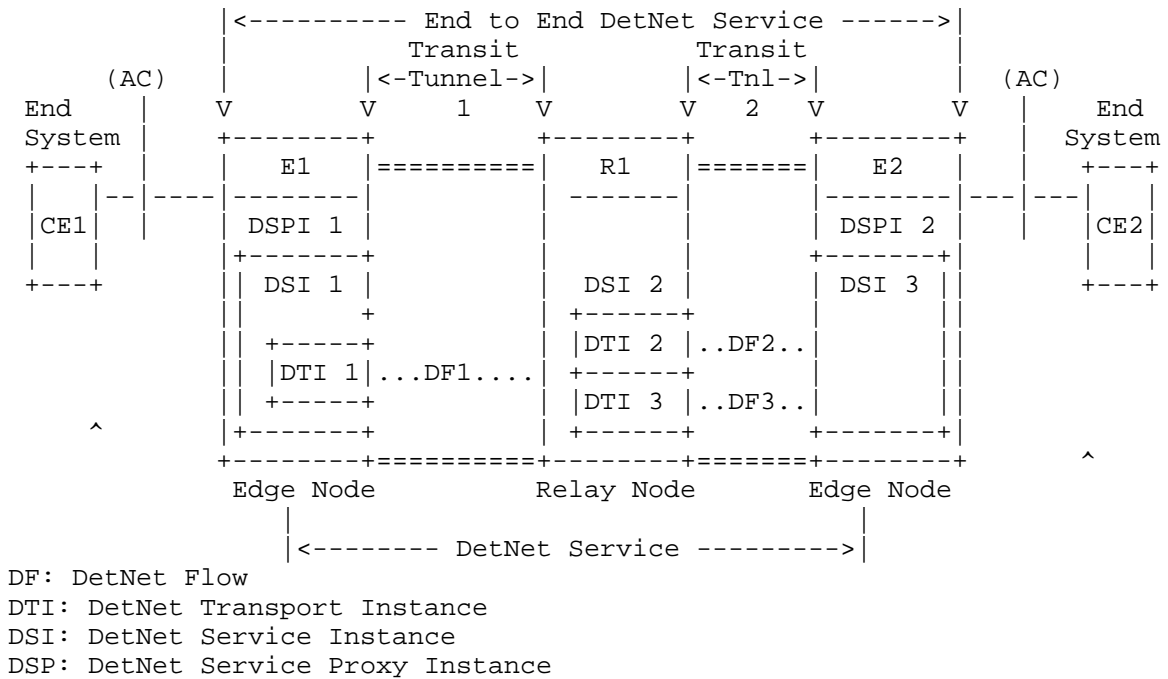 |<---------- End to End DetNet Service ------>|
| Transit Transit |
(AC) | |<-Tunnel->| |<-Tnl->| | (AC)
End | V V 1 V V 2 V V | End
System | +--------+ +--------+ +--------+ | System
+---+ | | E1 |==========| R1 |=======| E2 | | +---+
| |--|----|--------| | -------| |--------|---|---| |
|CE1| | | DSPI 1 | | | | DSPI 2 | | |CE2|
| | |+-------+ | | +-------+| | |
+---+ || DSI 1 | | DSI 2 | | DSI 3 || +---+
|| + | +------+ | ||
|| +-----+ | |DTI 2 |..DF2..| ||
|| |DTI 1|...DF1....| +------+ | ||
|| +-----+ | |DTI 3 |..DF3..| ||
^ |+-------+ | +------+ +-------+|
+--------+==========+--------+=======+--------+ ^
Edge Node Relay Node Edge Node
| |
|<-------- DetNet Service --------->|
DF: DetNet Flow
DTI: DetNet Transport Instance
DSI: DetNet Service Instance
DSP: DetNet Service Proxy Instance